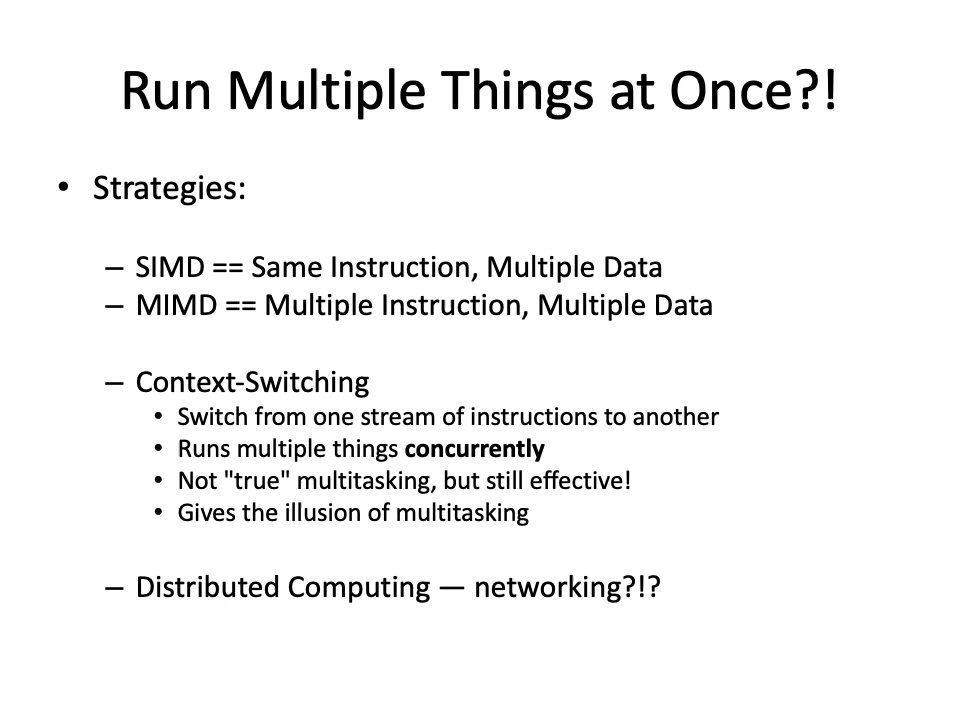 Run Multiple Things at Once?!
• Strategies:
– SIMD == Same Instruction, Multiple Data
– MIMD == Multiple Instruction, Multiple Data
– Context-Switching
• Switch from one stream of instructions to another
• Runs multiple things concurrently
• Not "true" multitasking, but still effective!
• Gives the illusion of multitasking
– Distributed Computing — networking?!?